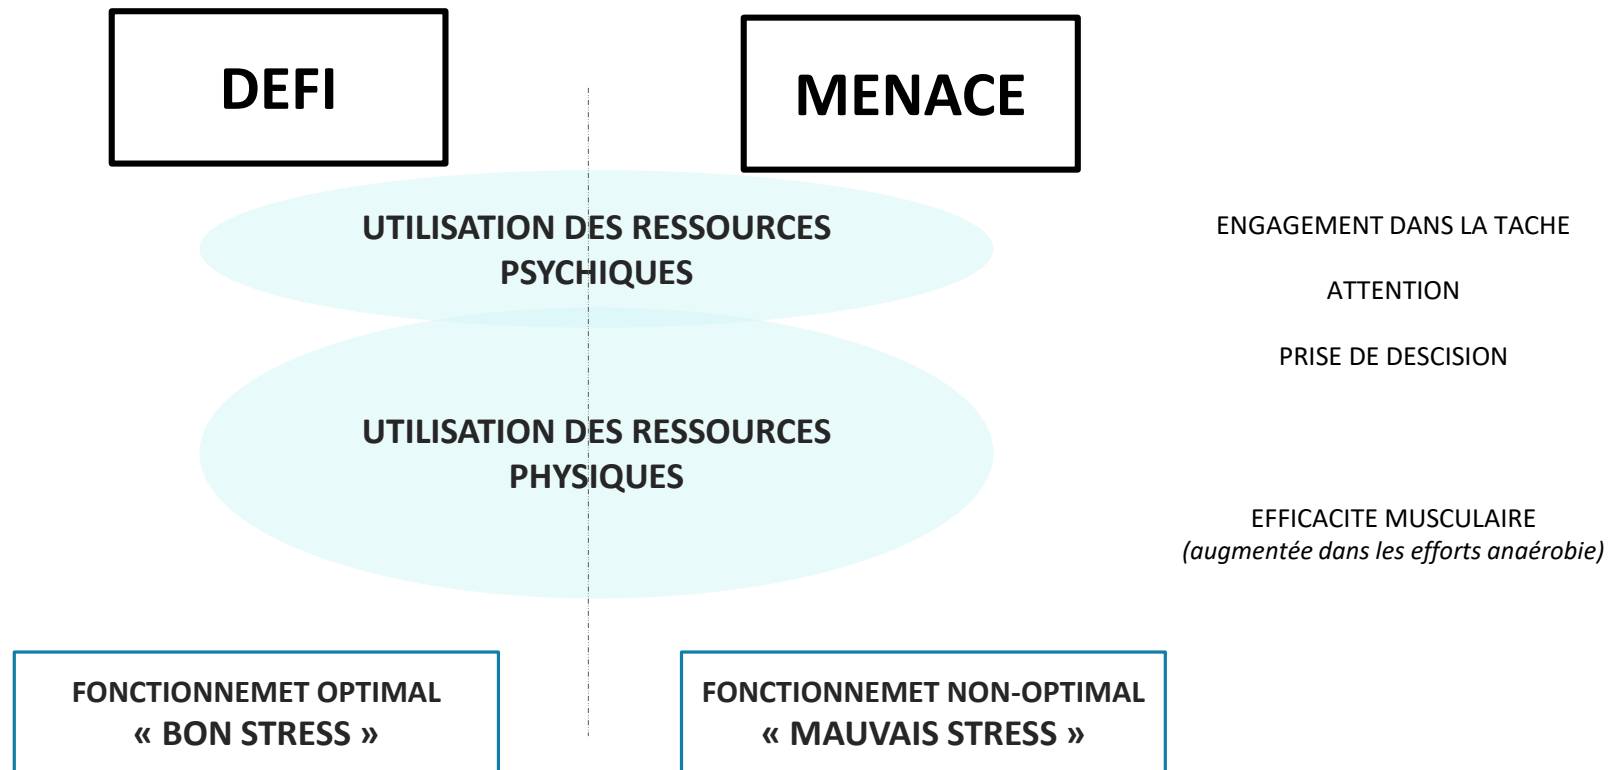 DEFI
MENACE
UTILISATION DES RESSOURCES
PSYCHIQUES
ENGAGEMENT DANS LA TACHE
ATTENTION
PRISE DE DESCISION
UTILISATION DES RESSOURCES
PHYSIQUES
EFFICACITE MUSCULAIRE
(augmentée dans les efforts anaérobie)
FONCTIONNEMET OPTIMAL
« BON STRESS »
FONCTIONNEMET NON-OPTIMAL
« MAUVAIS STRESS »